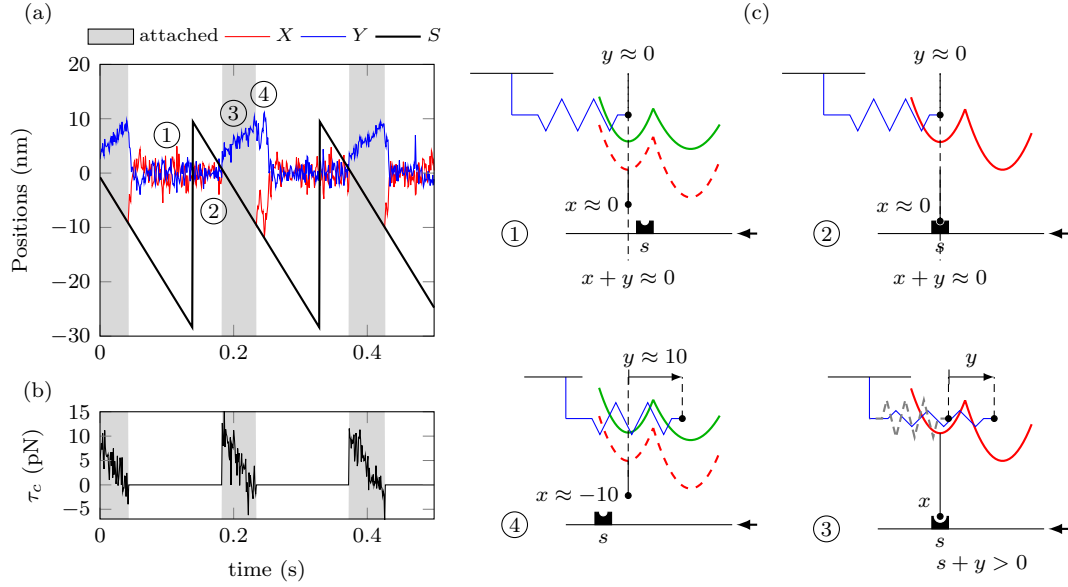 (a)
attached X Y S
20
10
0
−10
−20
−30
Positions (nm)
① ② ③ ④
0 0.2 0.4
(b)
15
10
5
0
−5
τc (pN)
0 0.2 0.4
time (s)
(c)
y ≈ 0
x ≈ 0
①
s
x + y ≈ 0
y ≈ 0
x ≈ 0
②
s
x + y ≈ 0
y ≈ 10
x ≈ −10
④
s
y
x
③
s
s + y > 0